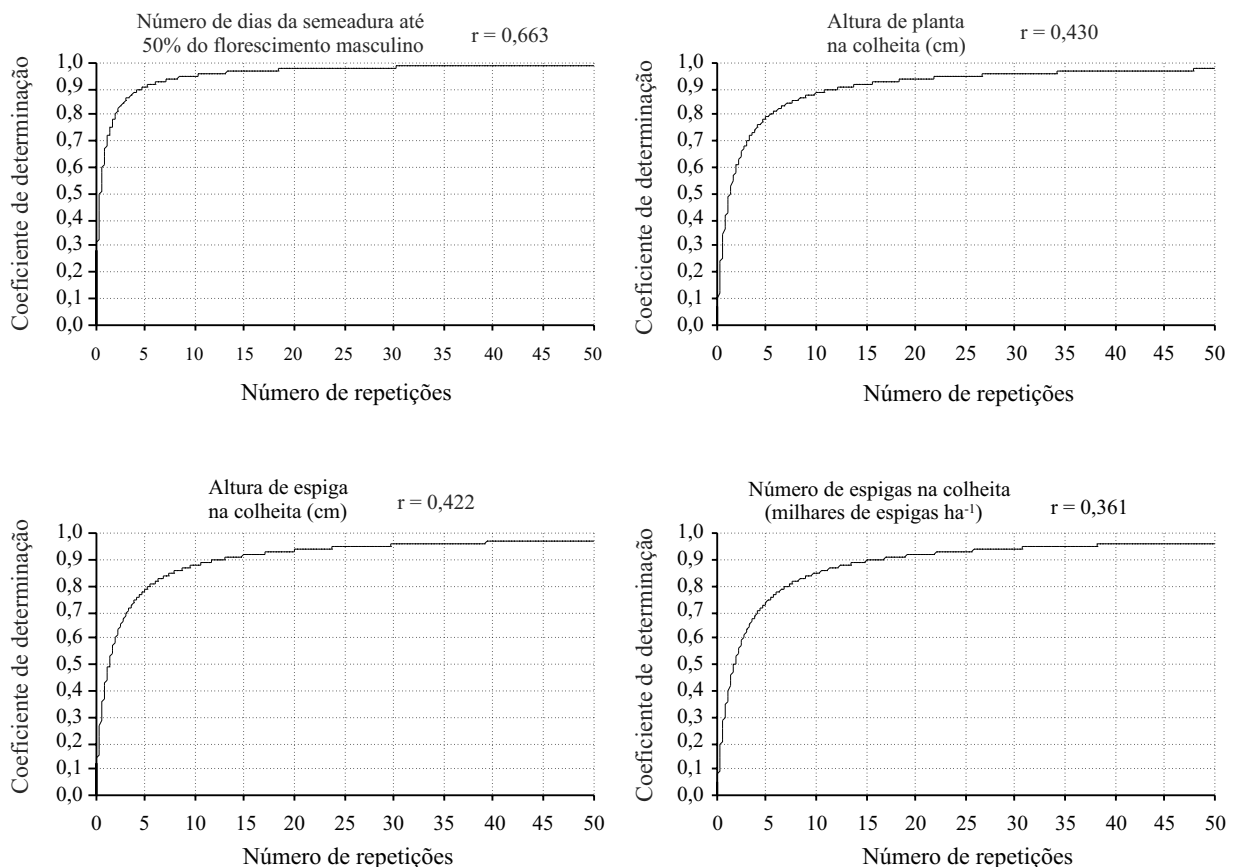 Número de dias da semeadura até
50% do florescimento masculino
r = 0,663
Coeficiente de determinação
1,0
0,9
0,8
0,7
0,6
0,5
0,4
0,3
0,2
0,1
0,0
0 5 10 15 20 25 30 35 40 45 50
Número de repetições
Altura de planta
na colheita (cm)
r = 0,430
Coeficiente de determinação
1,0
0,9
0,8
0,7
0,6
0,5
0,4
0,3
0,2
0,1
0,0
0 5 10 15 20 25 30 35 40 45 50
Número de repetições
Altura de espiga
na colheita (cm)
r = 0,422
Coeficiente de determinação
1,0
0,9
0,8
0,7
0,6
0,5
0,4
0,3
0,2
0,1
0,0
0 5 10 15 20 25 30 35 40 45 50
Número de repetições
Número de espigas na colheita
(milhares de espigas ha⁻¹)
r = 0,361
Coeficiente de determinação
1,0
0,9
0,8
0,7
0,6
0,5
0,4
0,3
0,2
0,1
0,0
0 5 10 15 20 25 30 35 40 45 50
Número de repetições